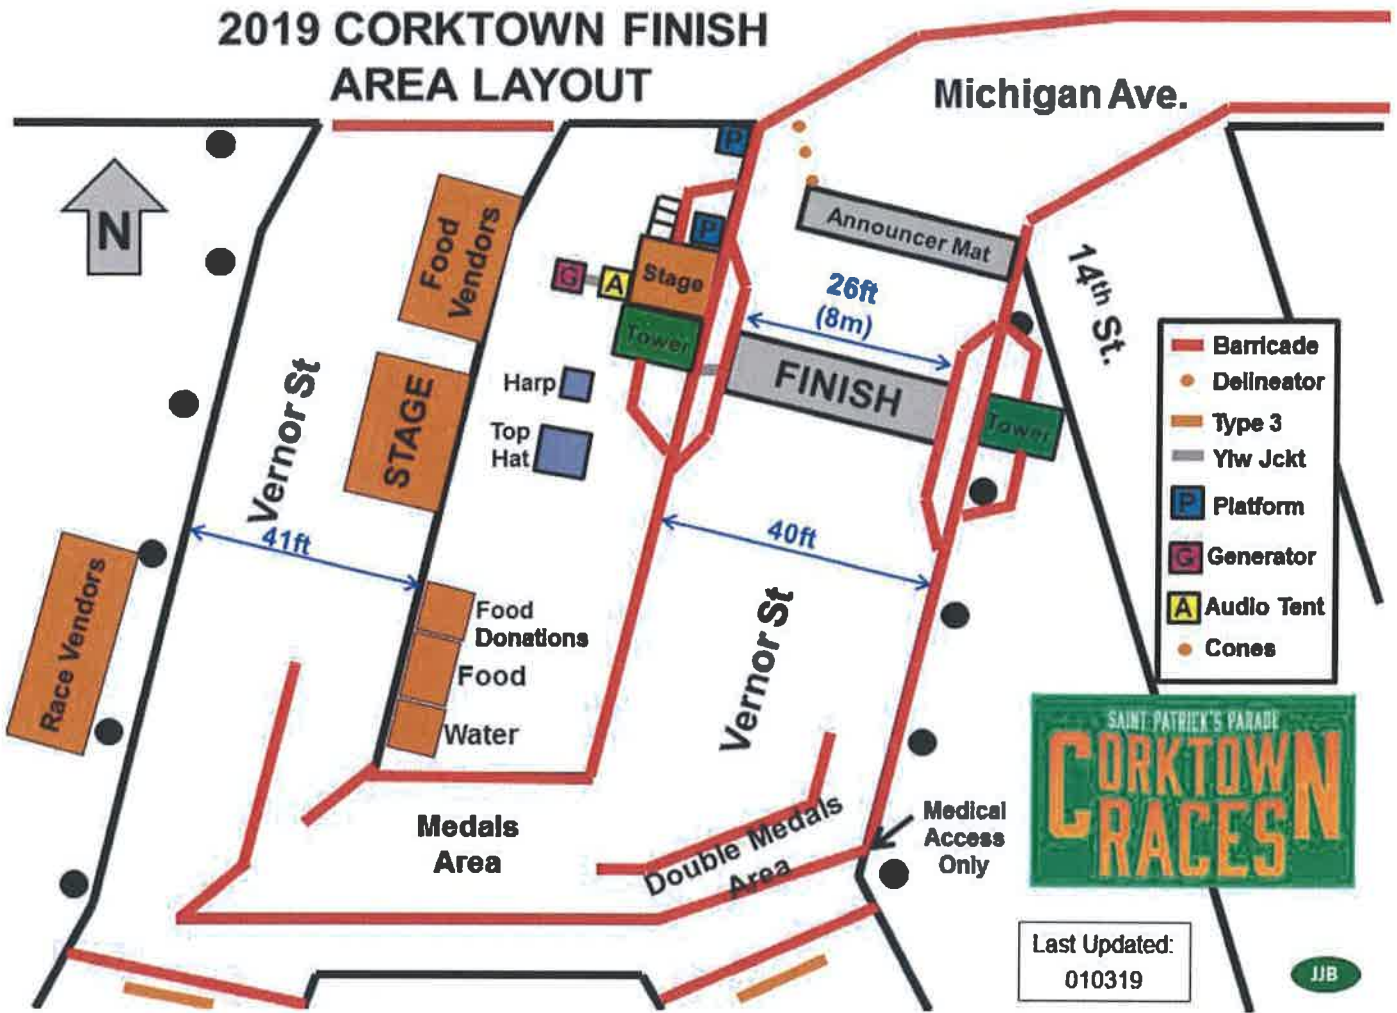 2019 CORKTOWN FINISH
AREA LAYOUT
Michigan Ave.
N
P
Food
Vendors
P
Announcer Mat
Stage
G
A
14th St.
26ft
(8m)
Tower
FINISH
Tower
Harp
Top
Hat
STAGE
Vernor St
41ft
40ft
Barricade
Delineator
Type 3
Ylw Jckt
P Platform
G Generator
A Audio Tent
Cones
Race Vendors
Food
Donations
Food
Water
Vernor St
Medals
Area
Double Medals
Area
Medical
Access
Only
SAINT PATRICK'S PARADE
CORKTOWN
RACES
Last Updated:
010319
JJB